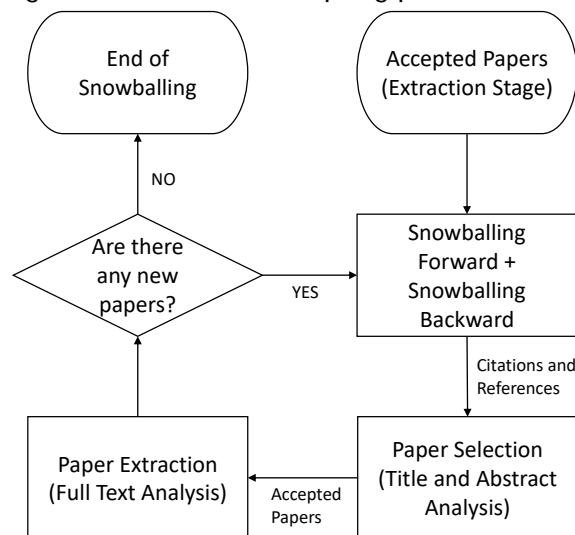 End of
Snowballing
Accepted Papers
(Extraction Stage)
NO
Are there
any new
papers?
YES
Snowballing
Forward +
Snowballing
Backward
Citations and
References
Paper Extraction
(Full Text Analysis)
Accepted
Papers
Paper Selection
(Title and Abstract
Analysis)